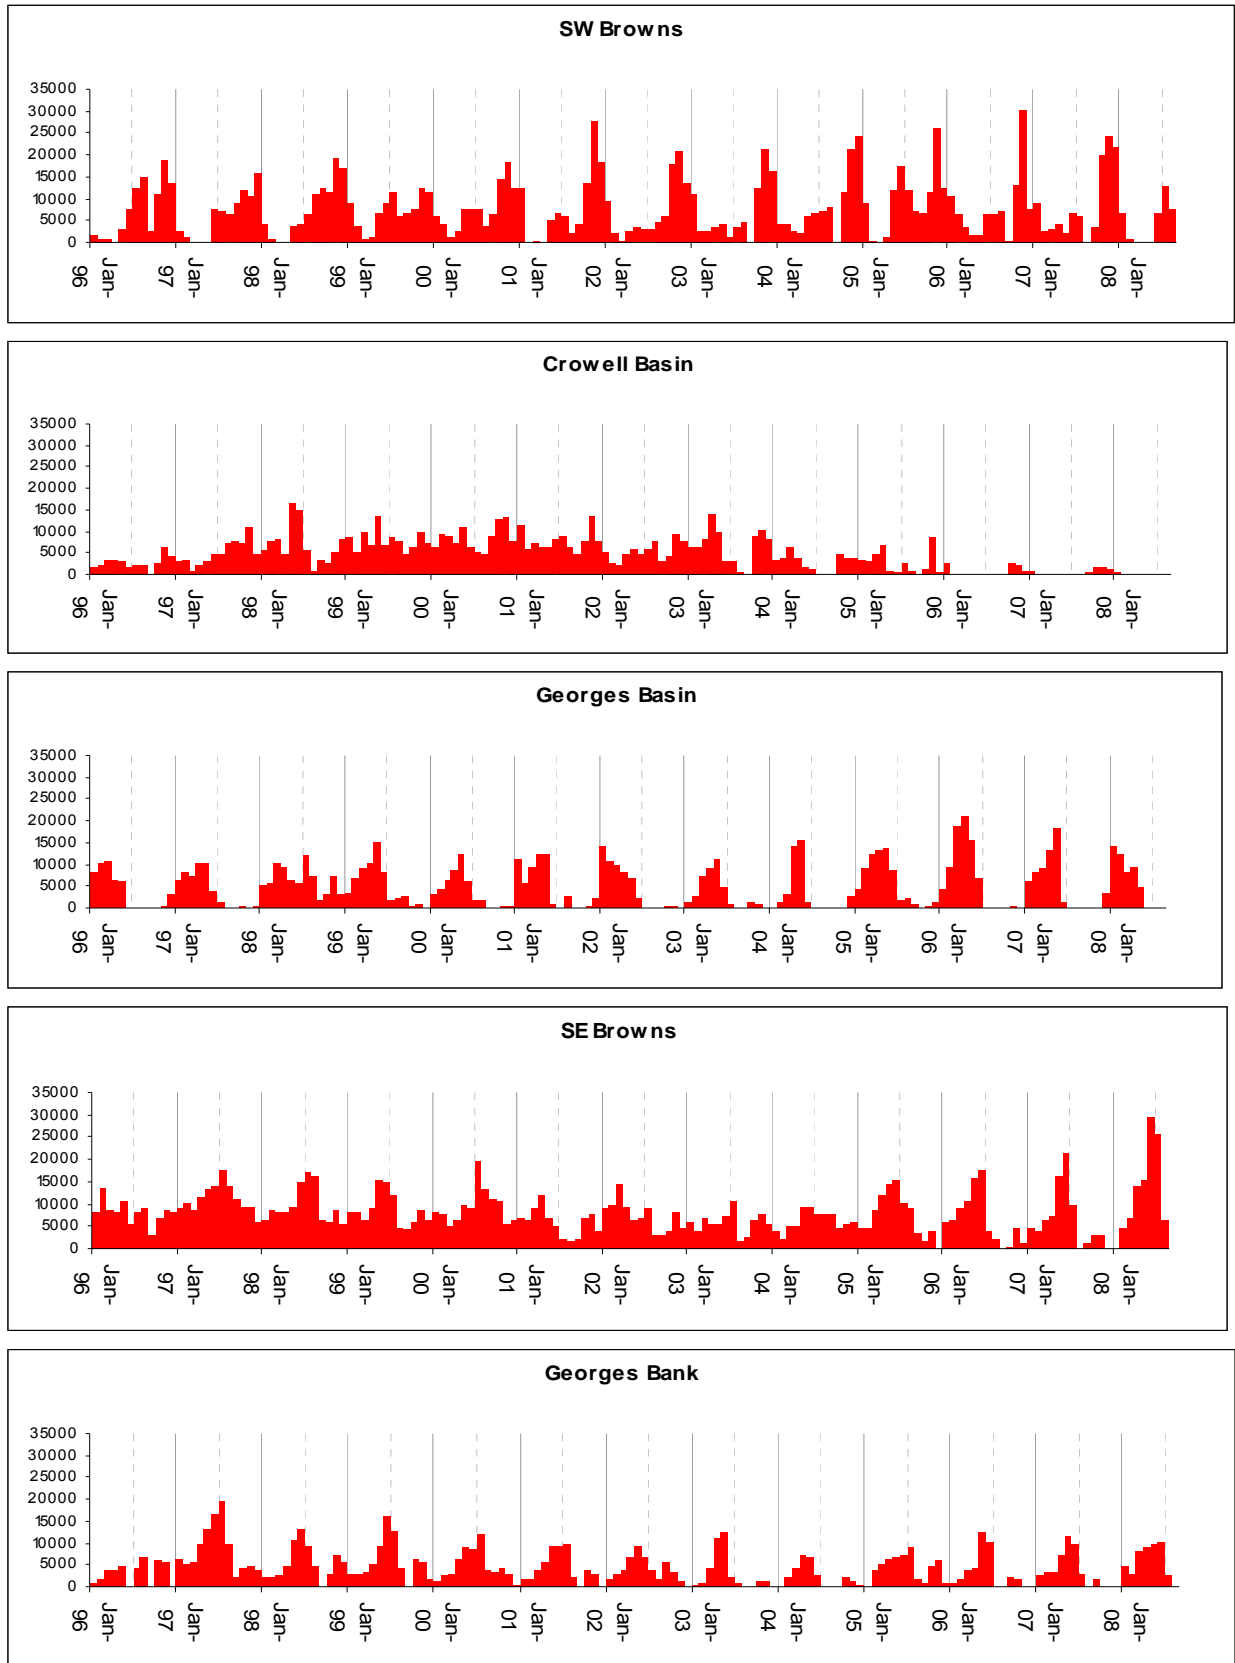 SW Browns
35000
30000
25000
20000
15000
10000
5000
0
Jan-96
Jan-97
Jan-98
Jan-99
Jan-00
Jan-01
Jan-02
Jan-03
Jan-04
Jan-05
Jan-06
Jan-07
Jan-08
Crowell Basin
35000
30000
25000
20000
15000
10000
5000
0
Jan-96
Jan-97
Jan-98
Jan-99
Jan-00
Jan-01
Jan-02
Jan-03
Jan-04
Jan-05
Jan-06
Jan-07
Jan-08
Georges Basin
35000
30000
25000
20000
15000
10000
5000
0
Jan-96
Jan-97
Jan-98
Jan-99
Jan-00
Jan-01
Jan-02
Jan-03
Jan-04
Jan-05
Jan-06
Jan-07
Jan-08
SE Browns
35000
30000
25000
20000
15000
10000
5000
0
Jan-96
Jan-97
Jan-98
Jan-99
Jan-00
Jan-01
Jan-02
Jan-03
Jan-04
Jan-05
Jan-06
Jan-07
Jan-08
Georges Bank
35000
30000
25000
20000
15000
10000
5000
0
Jan-96
Jan-97
Jan-98
Jan-99
Jan-00
Jan-01
Jan-02
Jan-03
Jan-04
Jan-05
Jan-06
Jan-07
Jan-08